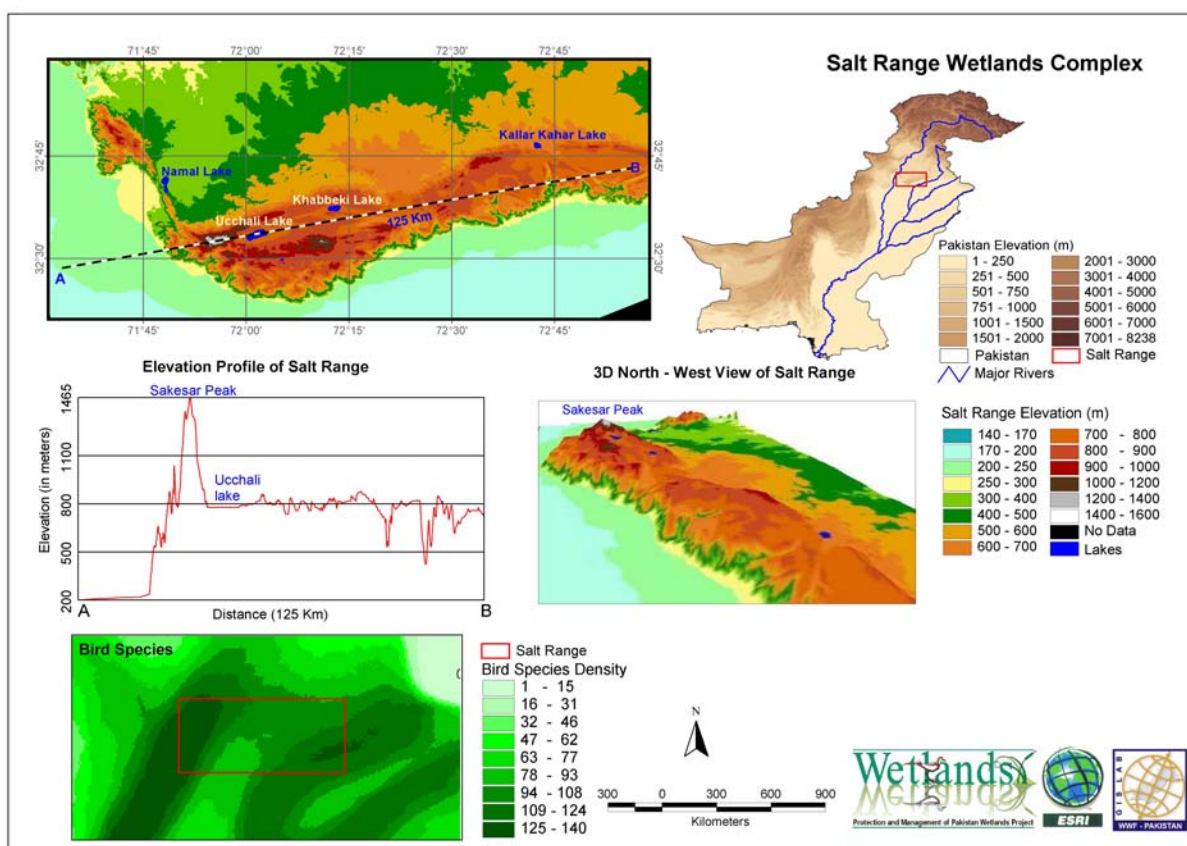 Salt Range Wetlands Complex
71°45' 72°00' 72°15' 72°30' 72°45'
32°45'
32°30'
32°45'
32°30'
Kallar Kahar Lake
Namal Lake
Khabbeki Lake
Ucchali Lake
125 Km
A
B
71°45' 72°00' 72°15' 72°30' 72°45'
Pakistan Elevation (m)
1 - 250
251 - 500
501 - 750
751 - 1000
1001 - 1500
1501 - 2000
2001 - 3000
3001 - 4000
4001 - 5000
5001 - 6000
6001 - 7000
7001 - 8238
Pakistan
Salt Range
Major Rivers
Elevation Profile of Salt Range
Sakesar Peak
Ucchali
lake
Elevation (in meters)
1465
1100
800
500
200
A
B
Distance (125 Km)
3D North - West View of Salt Range
Sakesar Peak
Salt Range Elevation (m)
140 - 170
170 - 200
200 - 250
250 - 300
300 - 400
400 - 500
500 - 600
600 - 700
700 - 800
800 - 900
900 - 1000
1000 - 1200
1200 - 1400
1400 - 1600
No Data
Lakes
Bird Species
Salt Range
Bird Species Density
1 - 15
16 - 31
32 - 46
47 - 62
63 - 77
78 - 93
94 - 108
109 - 124
125 - 140
N
300 0 300 600 900
Kilometers
Wetlands
Protection and Management of Pakistan Wetlands Project
ESRI
GIS LAB
WWF - PAKISTAN